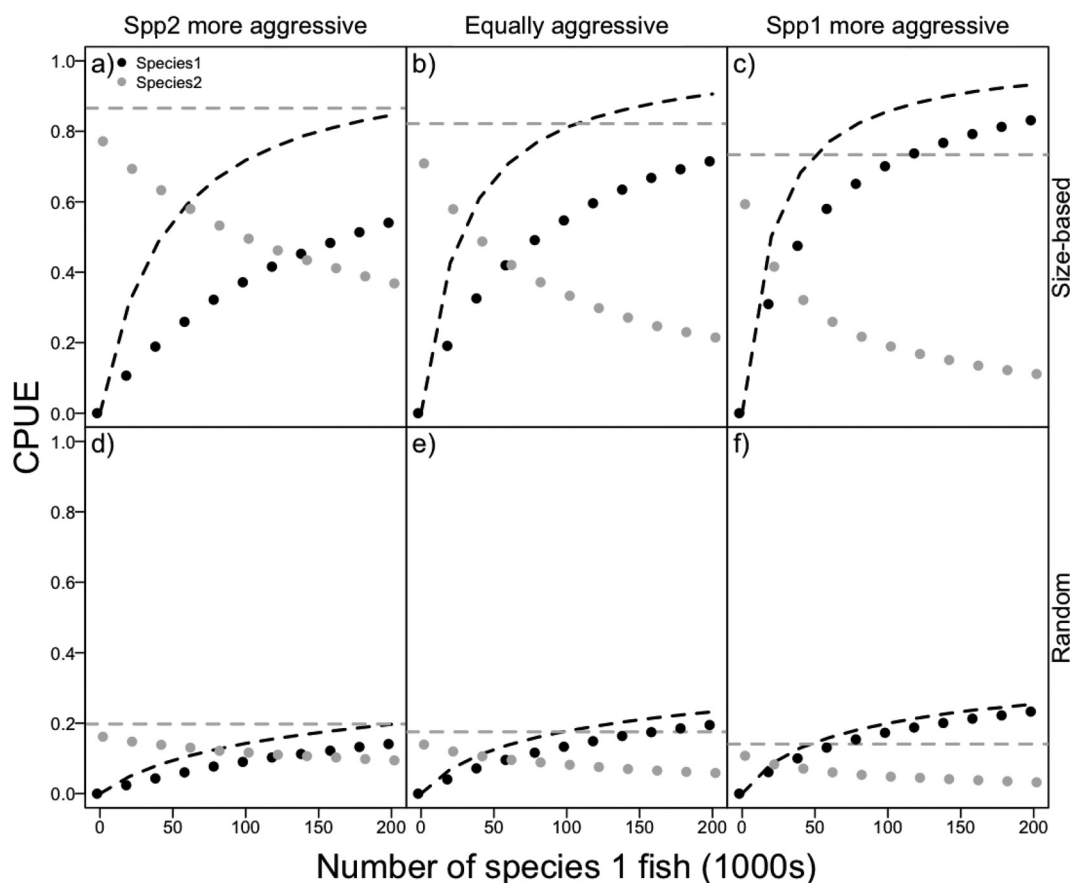 Spp2 more aggressive
Equally aggressive
Spp1 more aggressive
a)
Species1
Species2
b)
c)
1.0
0.8
0.6
0.4
0.2
0.0
Size-based
CPUE
d)
e)
f)
1.0
0.8
0.6
0.4
0.2
0.0
Random
0 50 100 150 200
0 50 100 150 200
0 50 100 150 200
Number of species 1 fish (1000s)